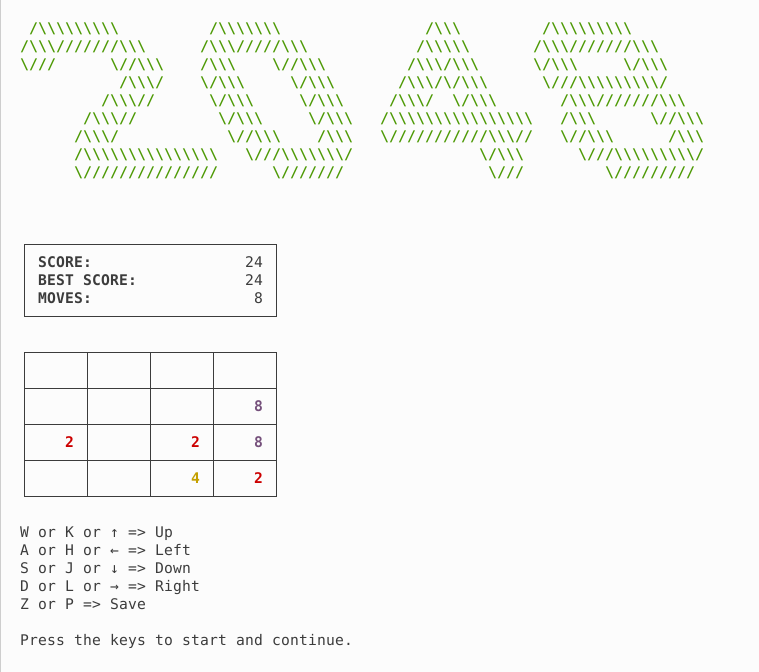 2048
SCORE: 24
BEST SCORE: 24
MOVES: 8
8
2 2 8
4 2
W or K or ↑ => Up
A or H or ← => Left
S or J or ↓ => Down
D or L or → => Right
Z or P => Save
Press the keys to start and continue.